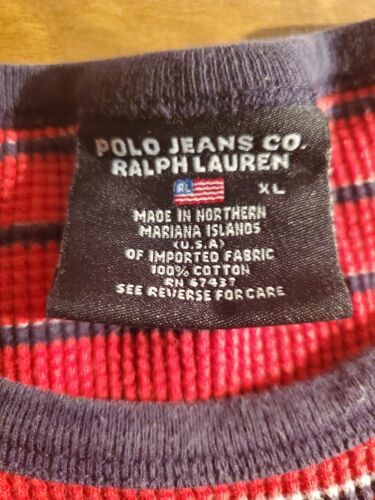 POLO JEANS CO.
RALPH LAUREN
RL XL
MADE IN NORTHERN
MARIANA ISLANDS
(U.S.A)
OF IMPORTED FABRIC
100% COTTON
RN 67437
SEE REVERSE FOR CARE